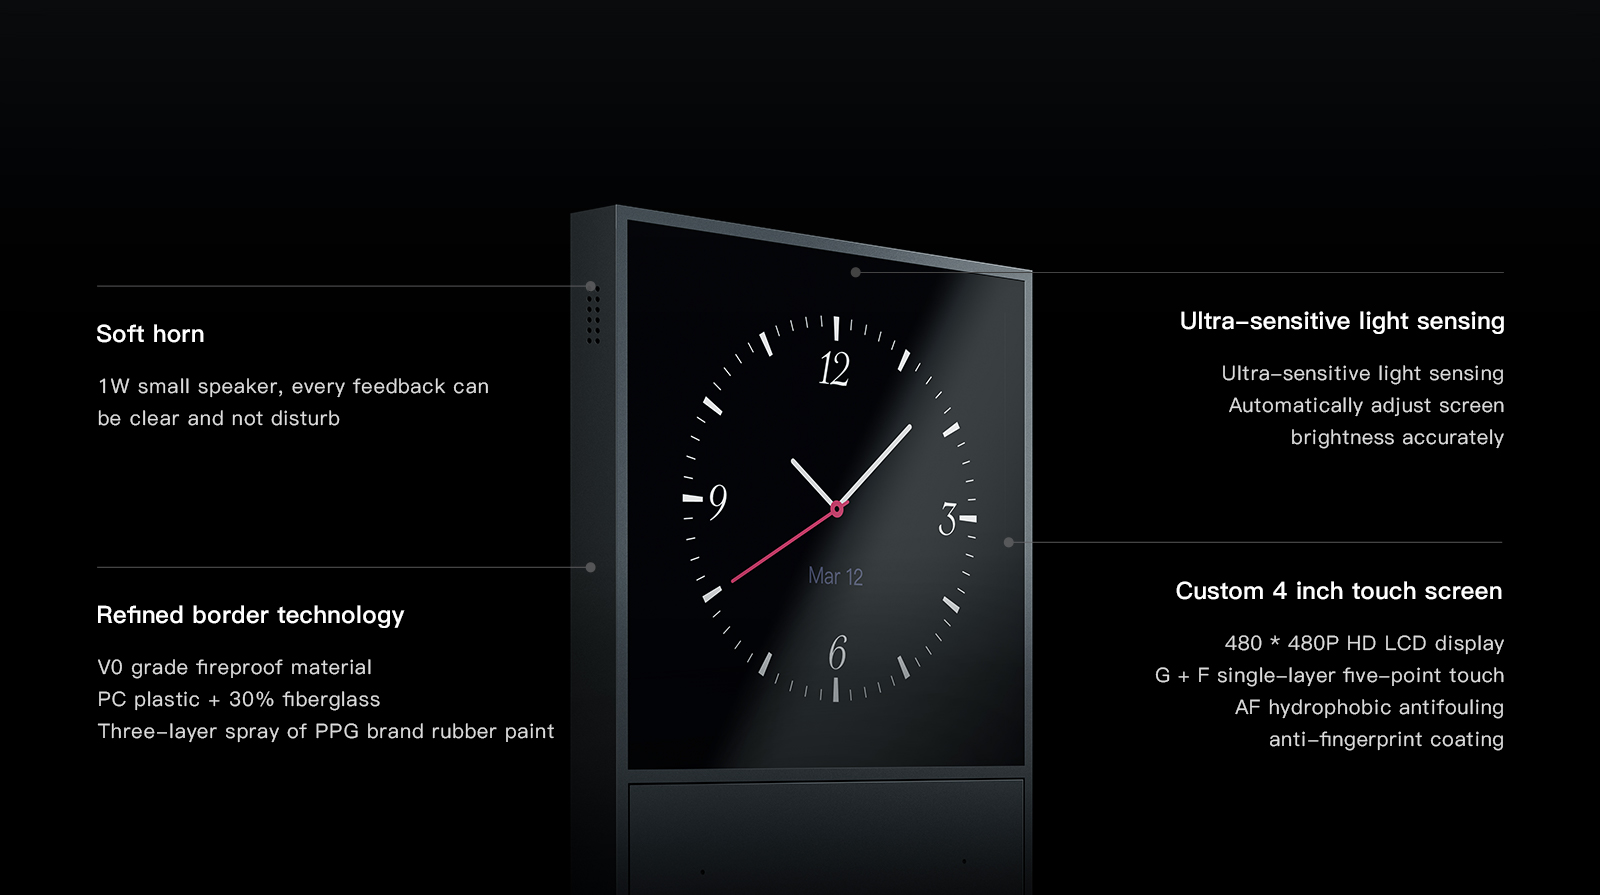 Soft horn
1W small speaker, every feedback can
be clear and not disturb
Refined border technology
V0 grade fireproof material
PC plastic + 30% fiberglass
Three-layer spray of PPG brand rubber paint
12
9
3
Mar 12
6
Ultra-sensitive light sensing
Ultra-sensitive light sensing
Automatically adjust screen
brightness accurately
Custom 4 inch touch screen
480 * 480P HD LCD display
G + F single-layer five-point touch
AF hydrophobic antifouling
anti-fingerprint coating